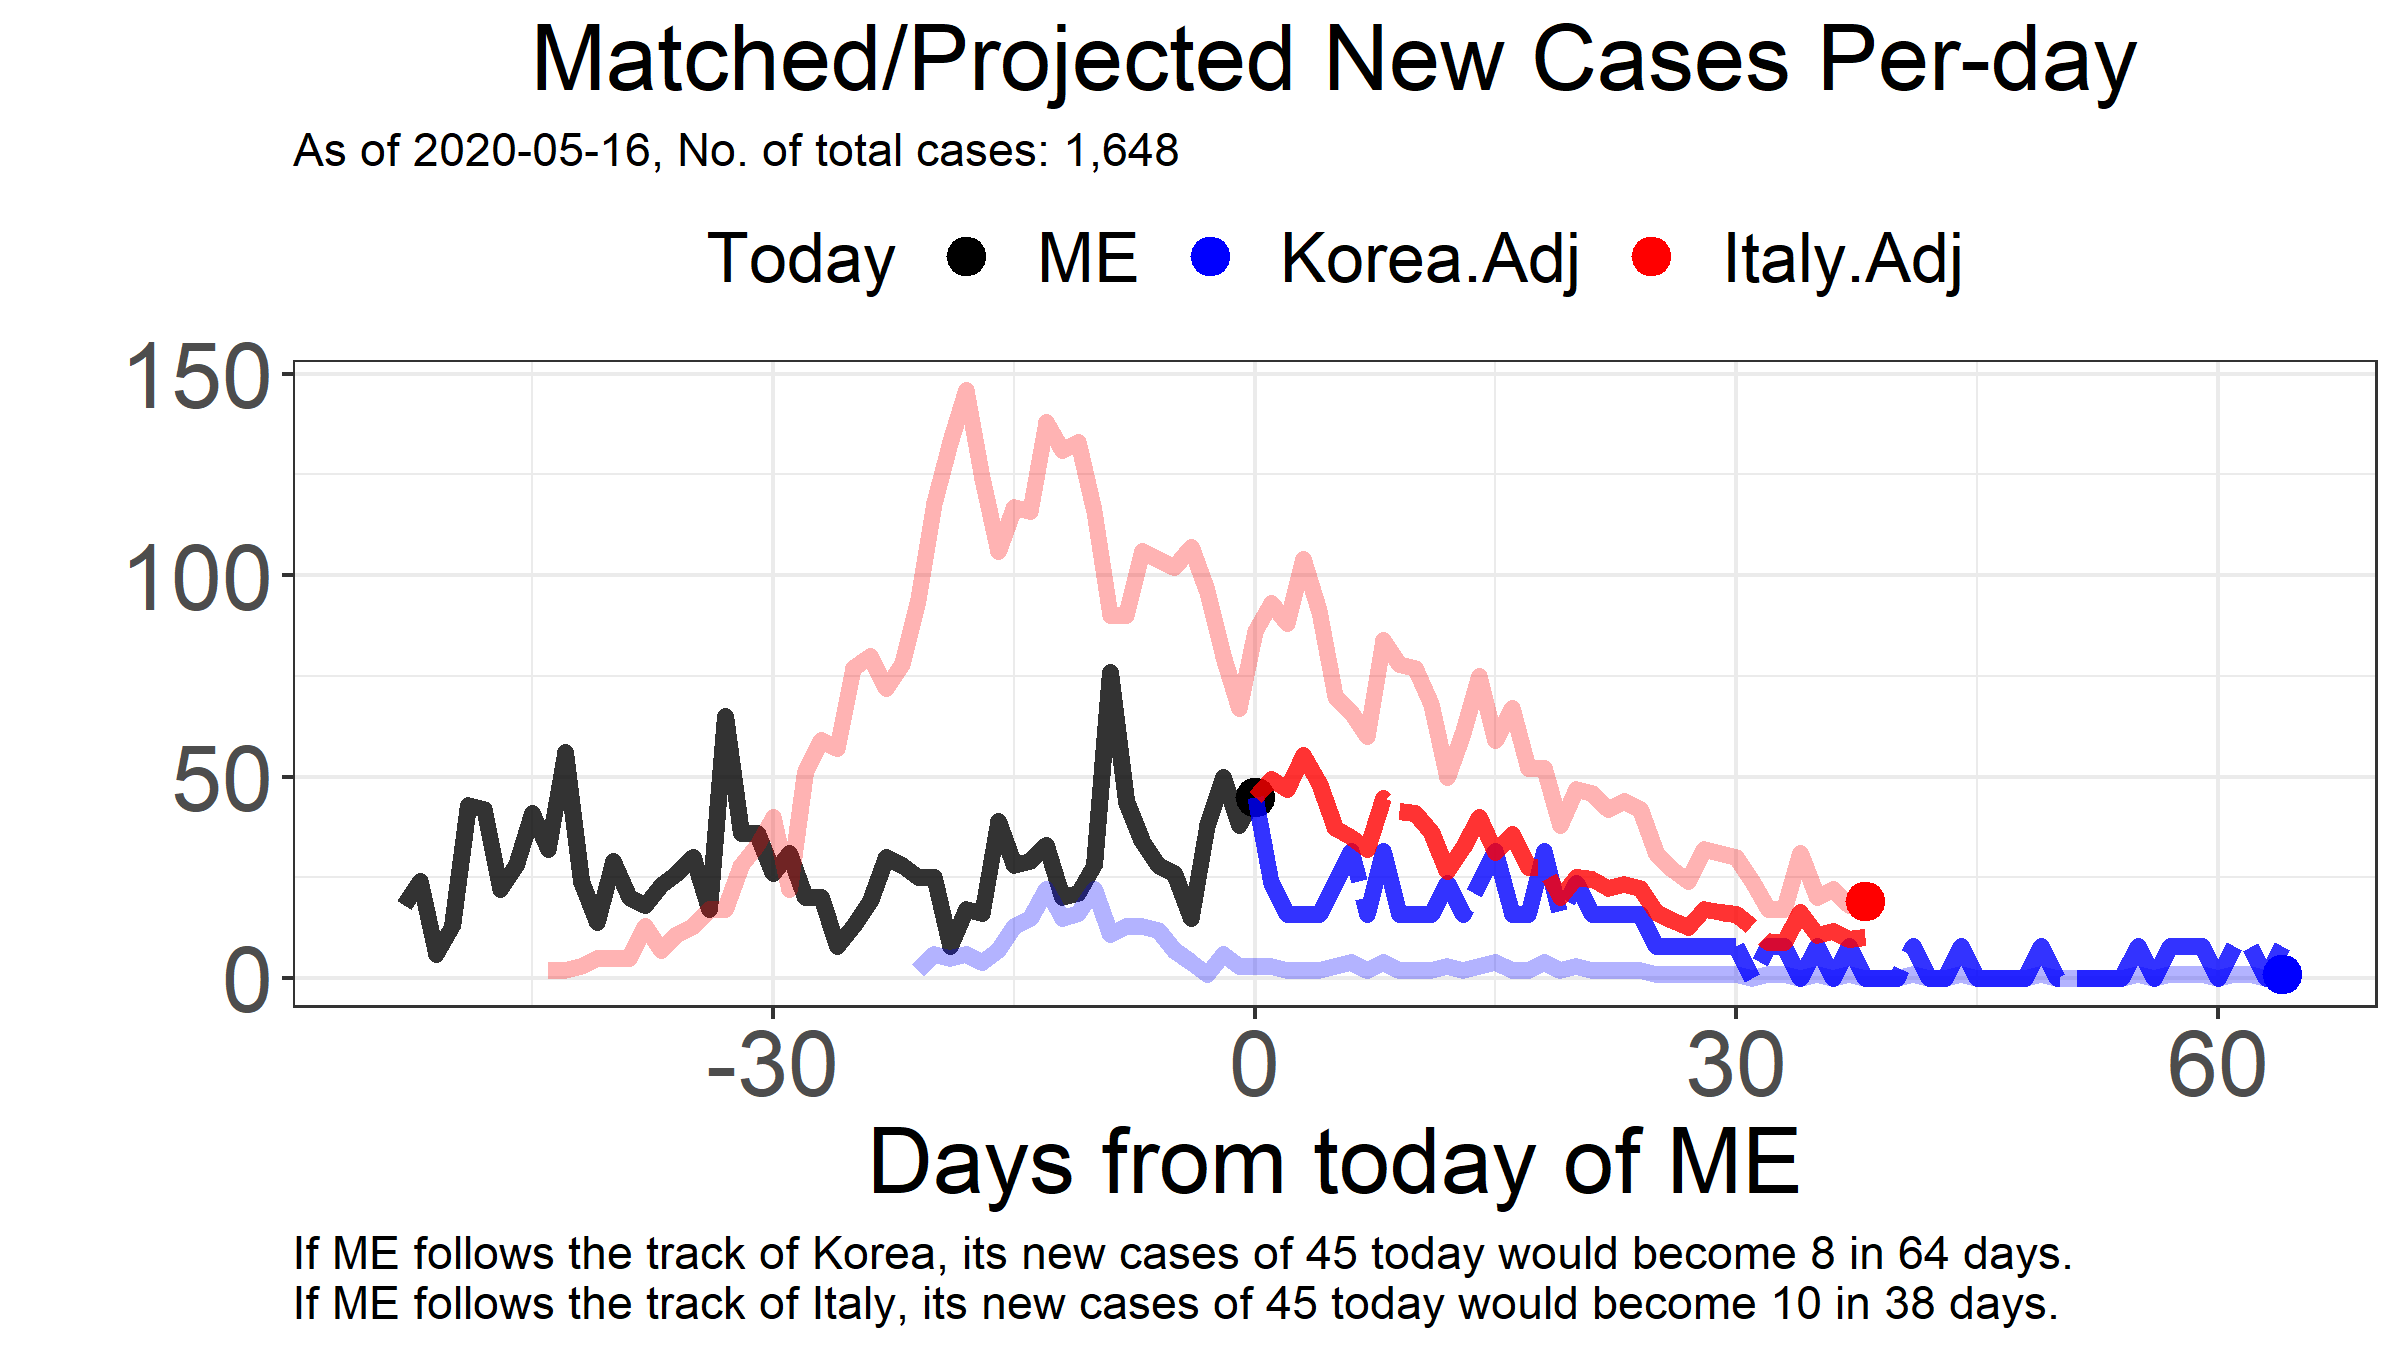 Matched/Projected New Cases Per-day
As of 2020-05-16, No. of total cases: 1,648
Today ME Korea.Adj Italy.Adj
150
100
50
0
-30 0 30 60
Days from today of ME
If ME follows the track of Korea, its new cases of 45 today would become 8 in 64 days.
If ME follows the track of Italy, its new cases of 45 today would become 10 in 38 days.